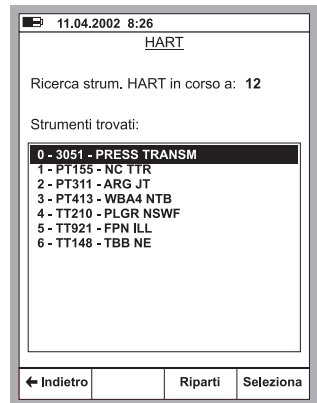 11.04.2002 8:26
HART
Ricerca strum. HART in corso a: 12
Strumenti trovati:
0 - 3051 - PRESS TRANSM
1 - PT155 - NC TTR
2 - PT311 - ARG JT
3 - PT413 - WBA4 NTB
4 - TT210 - PLGR NSWF
5 - TT921 - FPN ILL
6 - TT148 - TBB NE
← Indietro Riparti Seleziona